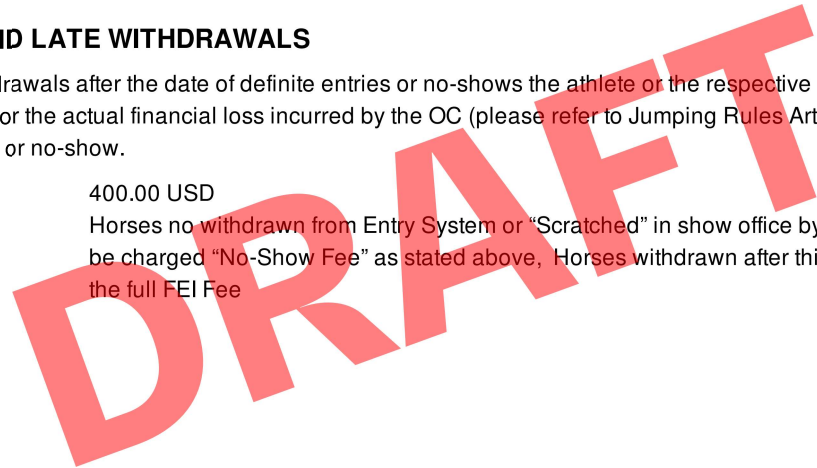 ID LATE WITHDRAWALS
drawals after the date of definite entries or no-shows the athlete or the respective
or the actual financial loss incurred by the OC (please refer to Jumping Rules Art
or no-show.
400.00 USD
Horses no withdrawn from Entry System or “Scratched” in show office by
be charged “No-Show Fee” as stated above, Horses withdrawn after thi
the full FEI Fee
DRAFT